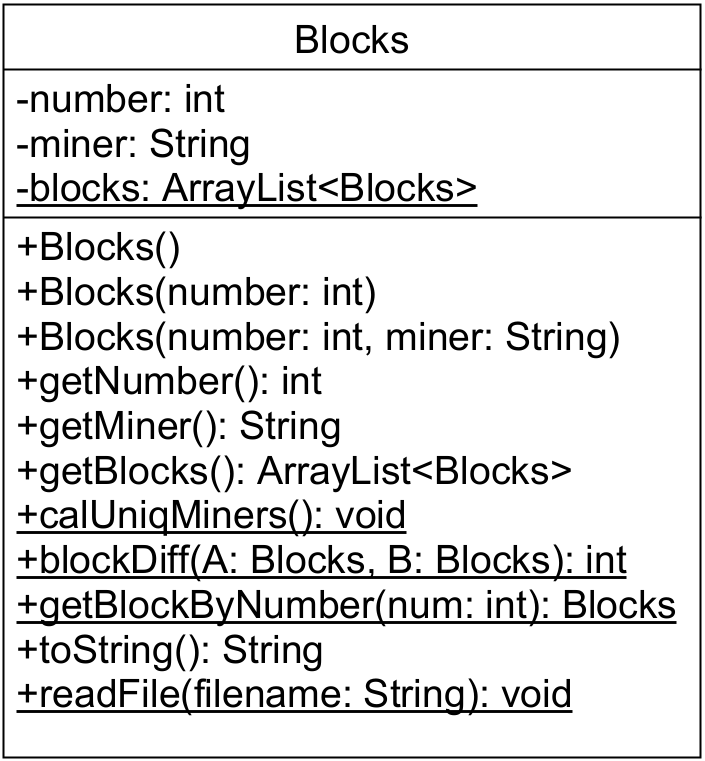 Blocks
-number: int
-miner: String
-blocks: ArrayList<Blocks>
+Blocks()
+Blocks(number: int)
+Blocks(number: int, miner: String)
+getNumber(): int
+getMiner(): String
+getBlocks(): ArrayList<Blocks>
+calUniqMiners(): void
+blockDiff(A: Blocks, B: Blocks): int
+getBlockByNumber(num: int): Blocks
+toString(): String
+readFile(filename: String): void